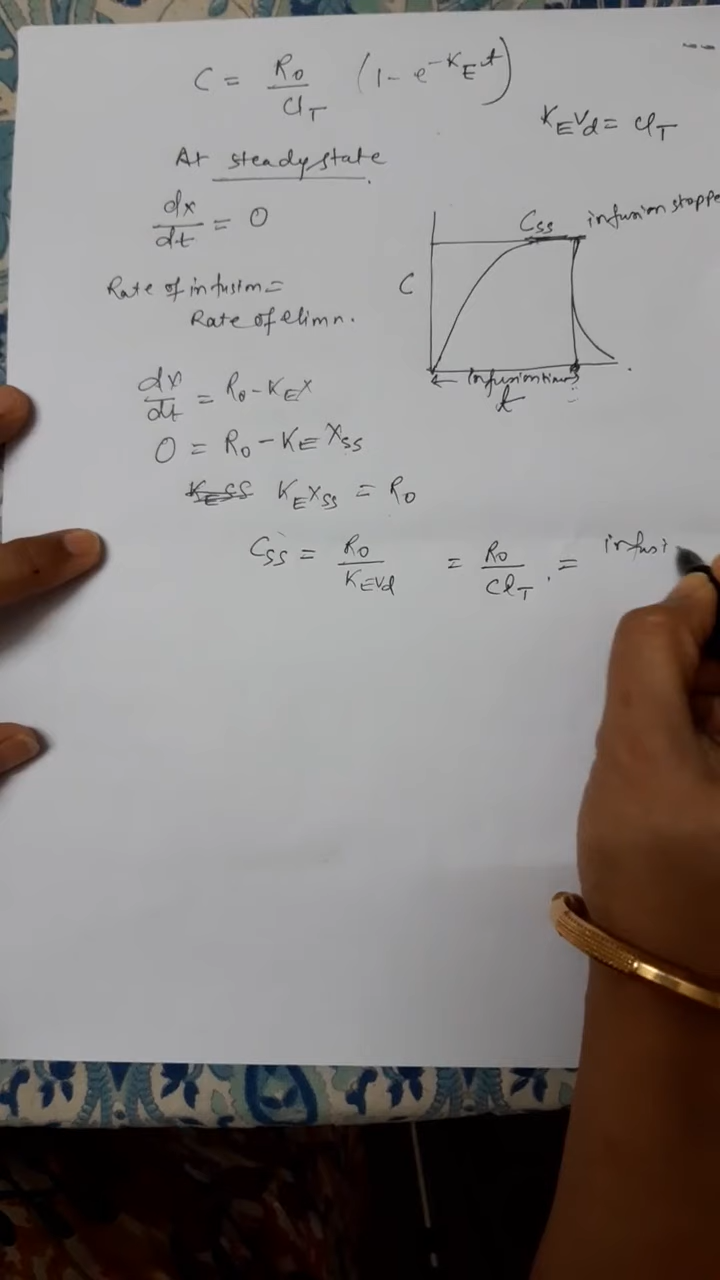 C = R0/ClT (1 - e^-KEt)
KEVd = ClT
At steady state
dx/dt = 0
Css infusion stoppe
C
Rate of infusion =
Rate of elimn.
← Infusion time →
t
dx/dt = R0 - KEX
0 = R0 - KE Xss
KEss KEXss = R0
Css = R0/KEVd = R0/ClT . = infusi